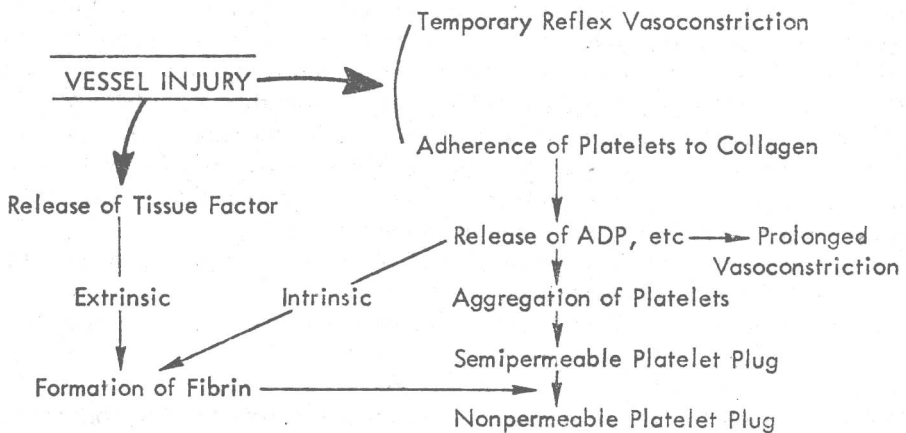 Temporary Reflex Vasoconstriction
VESSEL INJURY
Adherence of Platelets to Collagen
Release of Tissue Factor
Release of ADP, etc
Prolonged
Vasoconstriction
Extrinsic
Intrinsic
Aggregation of Platelets
Semipermeable Platelet Plug
Formation of Fibrin
Nonpermeable Platelet Plug